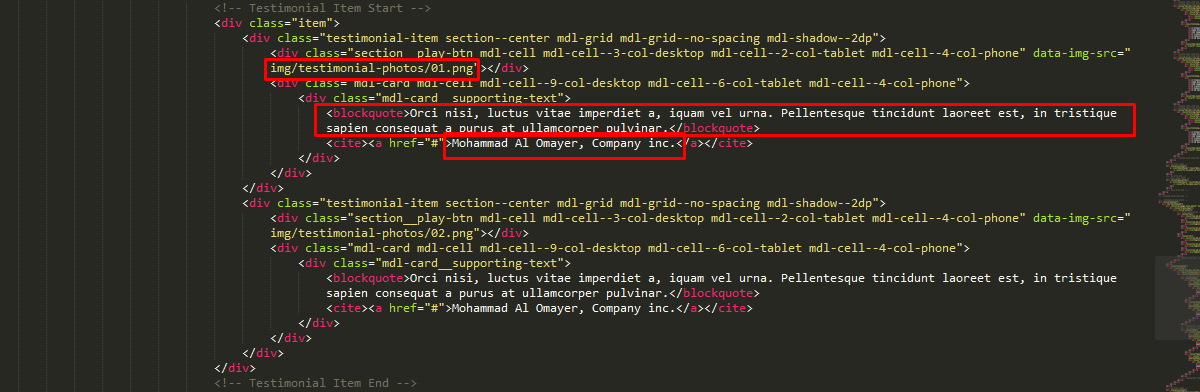 <!-- Testimonial Item Start -->
<div class="item">
<div class="testimonial-item section--center mdl-grid mdl-grid--no-spacing mdl-shadow--2dp">
<div class="section__play-btn mdl-cell mdl-cell--3-col-desktop mdl-cell--2-col-tablet mdl-cell--4-col-phone" data-img-src="
img/testimonial-photos/01.png"></div>
<div class="mdl-card mdl-cell mdl-cell--9-col-desktop mdl-cell--6-col-tablet mdl-cell--4-col-phone">
<div class="mdl-card__supporting-text">
<blockquote>Orci nisi, luctus vitae imperdiet a, iquam vel urna. Pellentesque tincidunt laoreet est, in tristique
sapien consequat a purus at ullamcorper pulvinar.</blockquote>
<cite><a href="#">Mohammad Al Omayer, Company inc.</a></cite>
</div>
</div>
</div>
<div class="testimonial-item section--center mdl-grid mdl-grid--no-spacing mdl-shadow--2dp">
<div class="section__play-btn mdl-cell mdl-cell--3-col-desktop mdl-cell--2-col-tablet mdl-cell--4-col-phone" data-img-src="
img/testimonial-photos/02.png"></div>
<div class="mdl-card mdl-cell mdl-cell--9-col-desktop mdl-cell--6-col-tablet mdl-cell--4-col-phone">
<div class="mdl-card__supporting-text">
<blockquote>Orci nisi, luctus vitae imperdiet a, iquam vel urna. Pellentesque tincidunt laoreet est, in tristique
sapien consequat a purus at ullamcorper pulvinar.</blockquote>
<cite><a href="#">Mohammad Al Omayer, Company inc.</a></cite>
</div>
</div>
</div>
</div>
<!-- Testimonial Item End -->